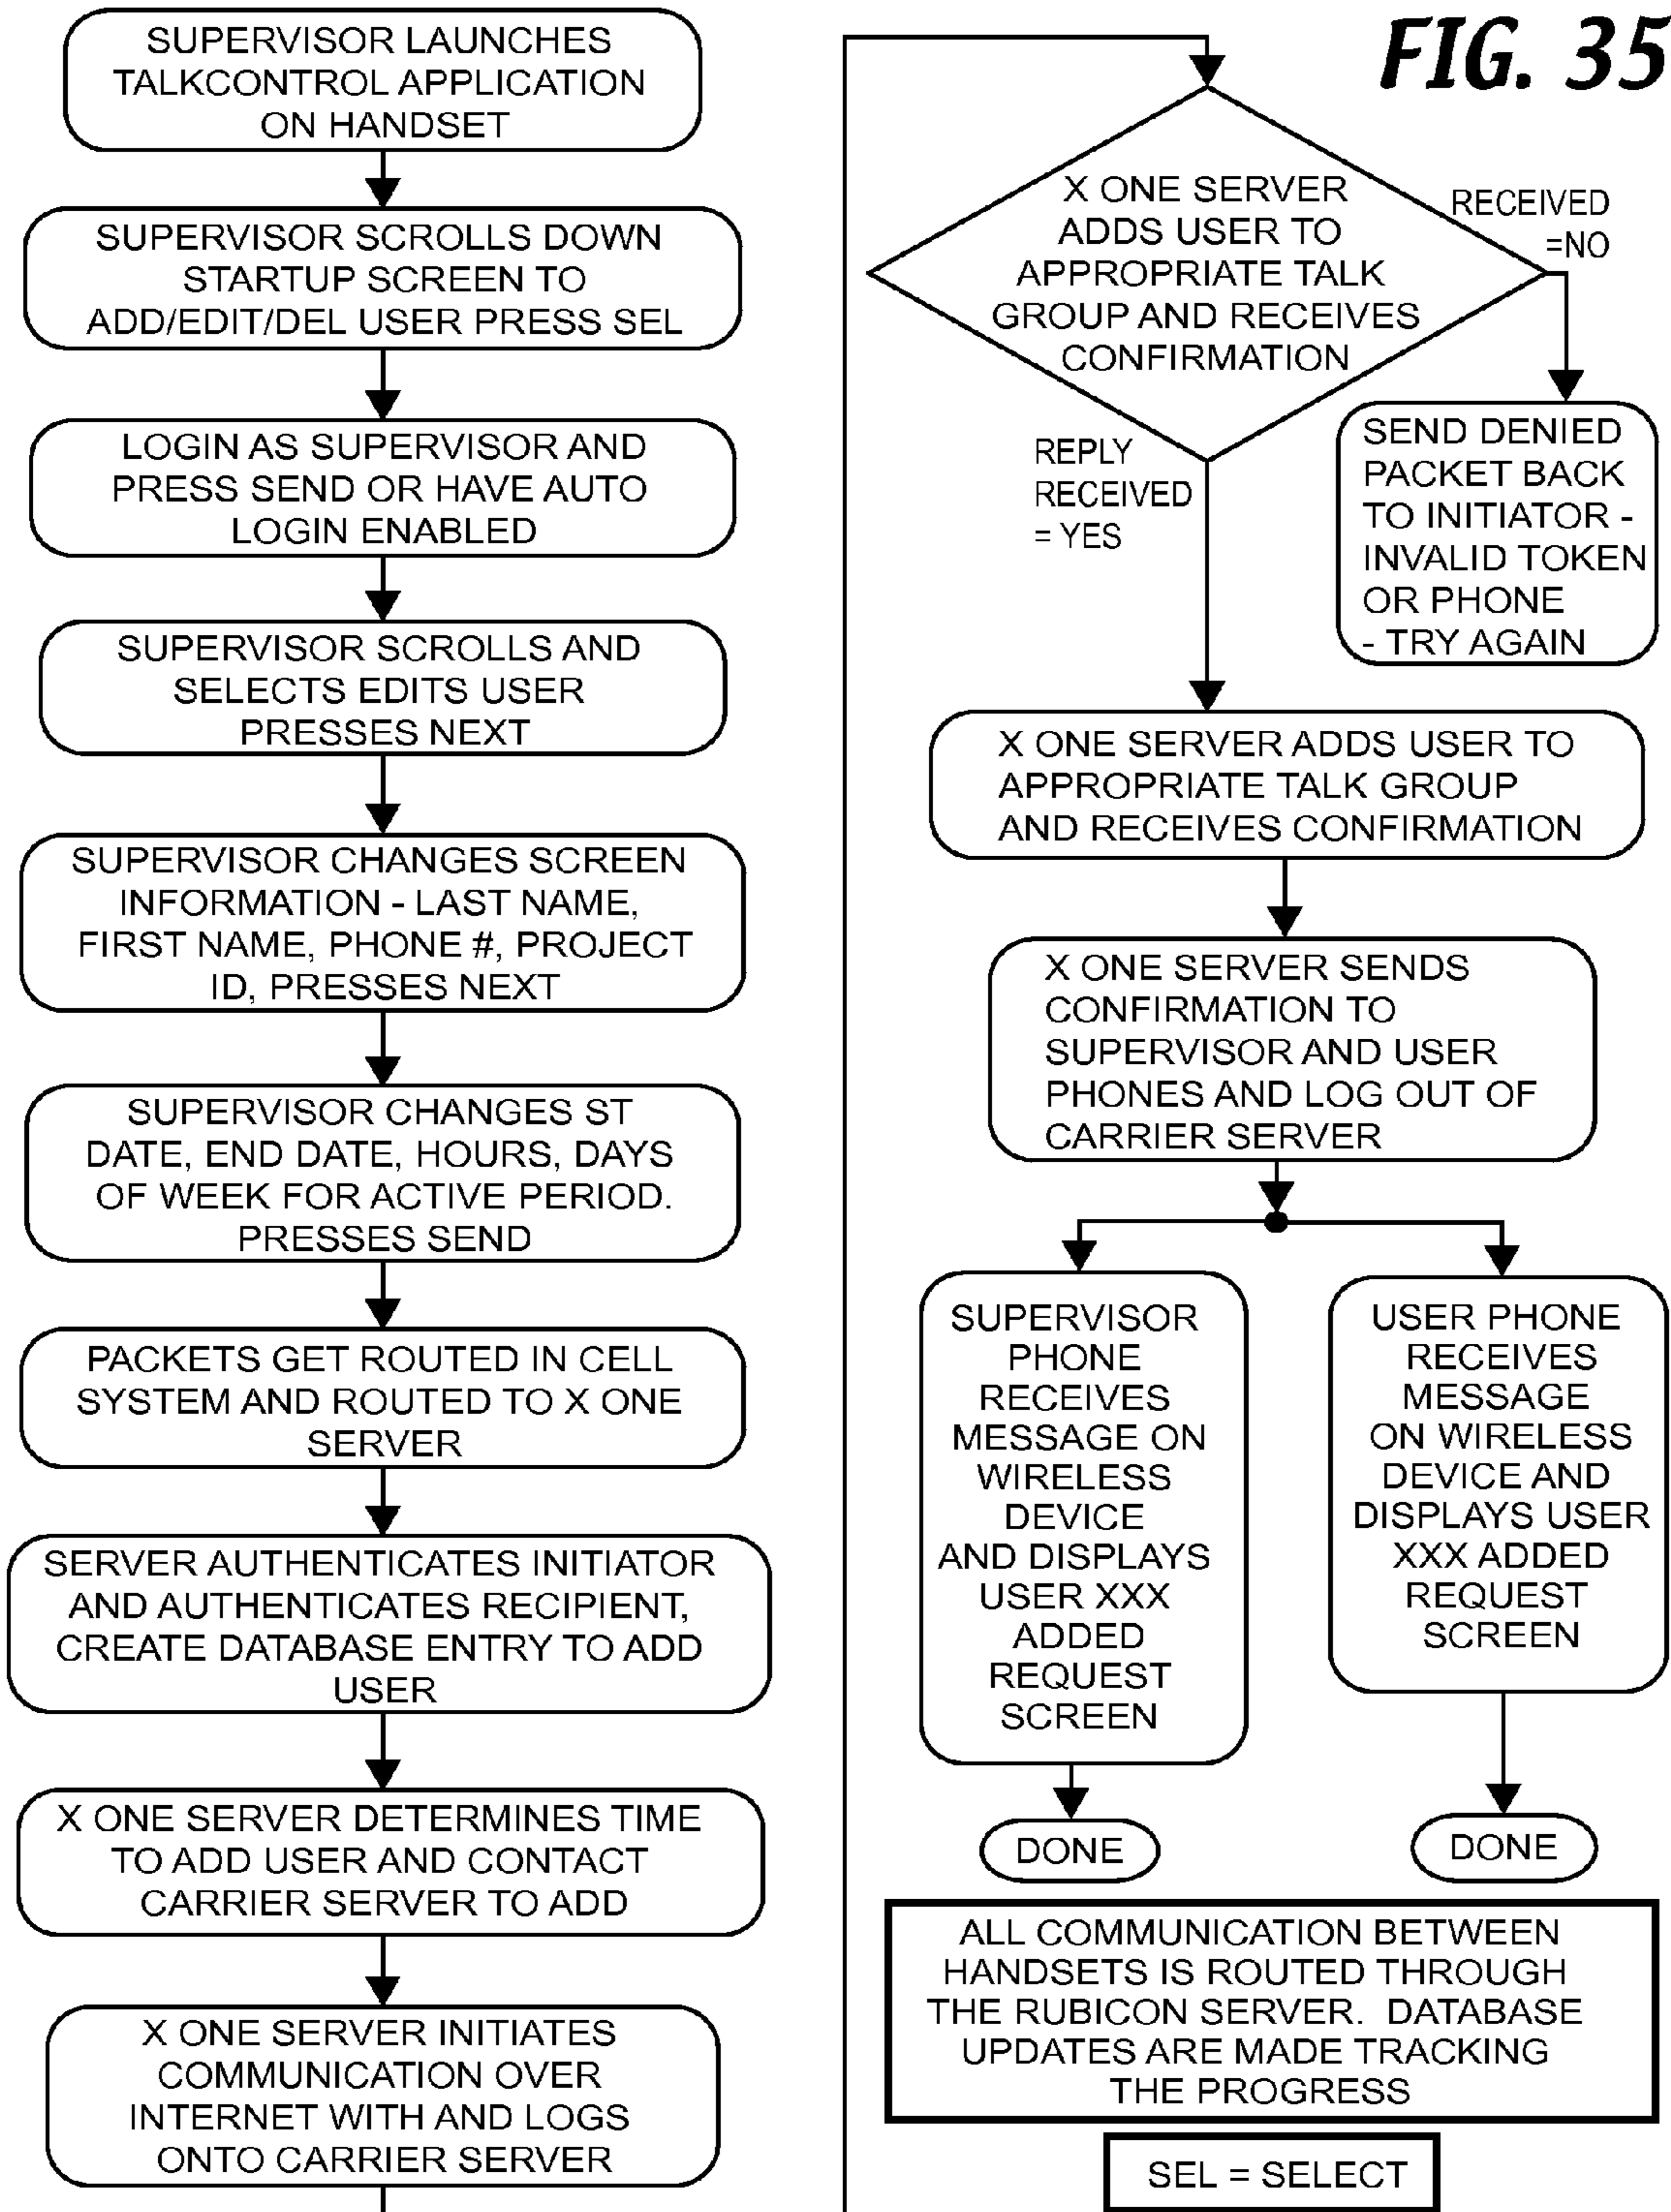 FIG. 35
SUPERVISOR LAUNCHES
TALKCONTROL APPLICATION
ON HANDSET
SUPERVISOR SCROLLS DOWN
STARTUP SCREEN TO
ADD/EDIT/DEL USER PRESS SEL
LOGIN AS SUPERVISOR AND
PRESS SEND OR HAVE AUTO
LOGIN ENABLED
SUPERVISOR SCROLLS AND
SELECTS EDITS USER
PRESSES NEXT
SUPERVISOR CHANGES SCREEN
INFORMATION - LAST NAME,
FIRST NAME, PHONE #, PROJECT
ID, PRESSES NEXT
SUPERVISOR CHANGES ST
DATE, END DATE, HOURS, DAYS
OF WEEK FOR ACTIVE PERIOD.
PRESSES SEND
PACKETS GET ROUTED IN CELL
SYSTEM AND ROUTED TO X ONE
SERVER
SERVER AUTHENTICATES INITIATOR
AND AUTHENTICATES RECIPIENT,
CREATE DATABASE ENTRY TO ADD
USER
X ONE SERVER DETERMINES TIME
TO ADD USER AND CONTACT
CARRIER SERVER TO ADD
X ONE SERVER INITIATES
COMMUNICATION OVER
INTERNET WITH AND LOGS
ONTO CARRIER SERVER
X ONE SERVER
ADDS USER TO
APPROPRIATE TALK
GROUP AND RECEIVES
CONFIRMATION
RECEIVED
=NO
SEND DENIED
PACKET BACK
TO INITIATOR -
INVALID TOKEN
OR PHONE
- TRY AGAIN
REPLY
RECEIVED
= YES
X ONE SERVER ADDS USER TO
APPROPRIATE TALK GROUP
AND RECEIVES CONFIRMATION
X ONE SERVER SENDS
CONFIRMATION TO
SUPERVISOR AND USER
PHONES AND LOG OUT OF
CARRIER SERVER
SUPERVISOR
PHONE
RECEIVES
MESSAGE ON
WIRELESS
DEVICE
AND DISPLAYS
USER XXX
ADDED
REQUEST
SCREEN
DONE
USER PHONE
RECEIVES
MESSAGE
ON WIRELESS
DEVICE AND
DISPLAYS USER
XXX ADDED
REQUEST
SCREEN
DONE
ALL COMMUNICATION BETWEEN
HANDSETS IS ROUTED THROUGH
THE RUBICON SERVER. DATABASE
UPDATES ARE MADE TRACKING
THE PROGRESS
SEL = SELECT